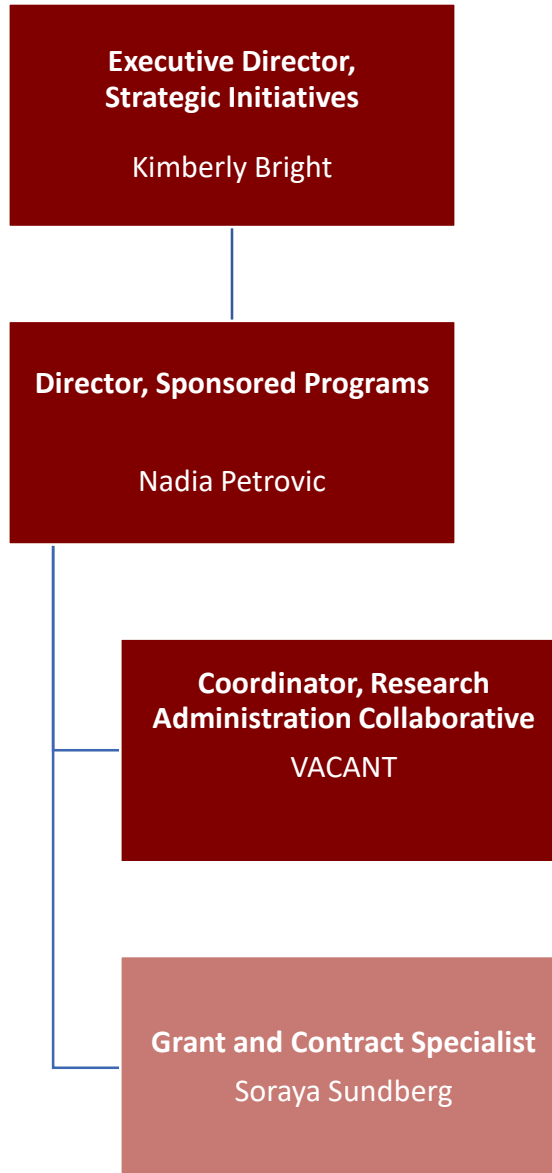 Executive Director,
Strategic Initiatives
Kimberly Bright
Director, Sponsored Programs
Nadia Petrovic
Coordinator, Research
Administration Collaborative
VACANT
Grant and Contract Specialist
Soraya Sundberg